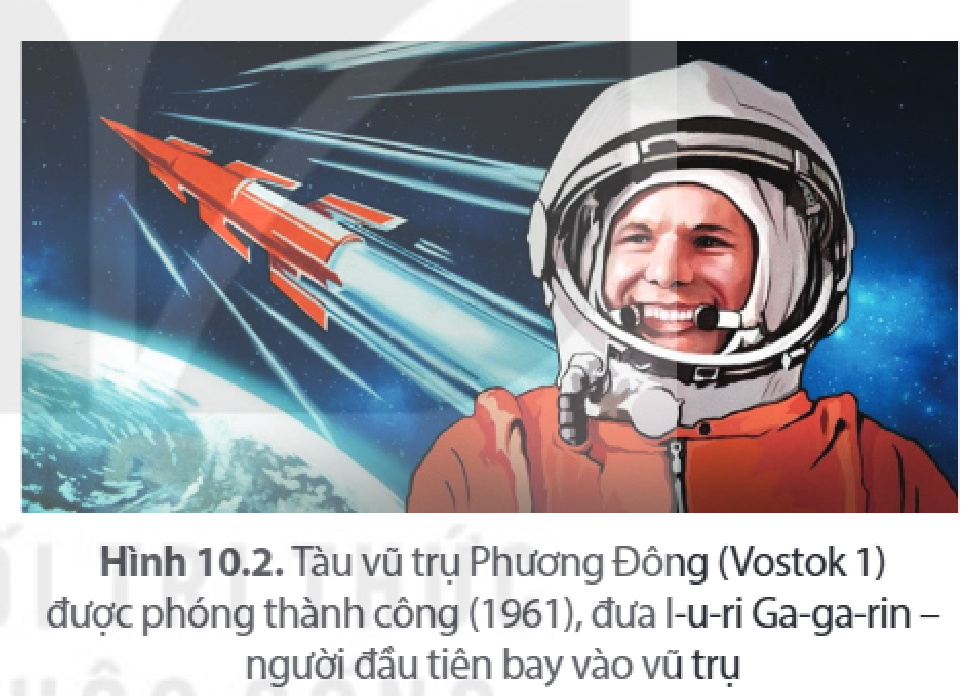 Hình 10.2. Tàu vũ trụ Phương Đông (Vostok 1)
được phóng thành công (1961), đưa I-u-ri Ga-ga-rin –
người đầu tiên bay vào vũ trụ